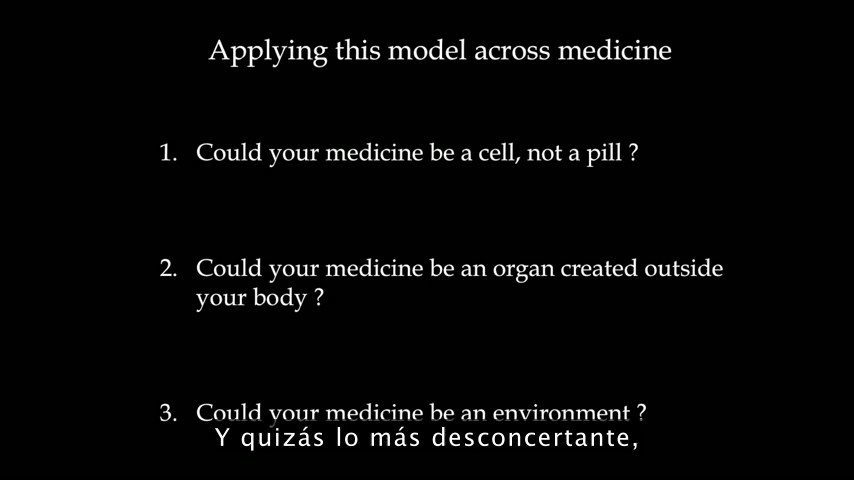 Applying this model across medicine
1. Could your medicine be a cell, not a pill ?
2. Could your medicine be an organ created outside
your body ?
3. Could your medicine be an environment ?
Y quizás lo más desconcertante,